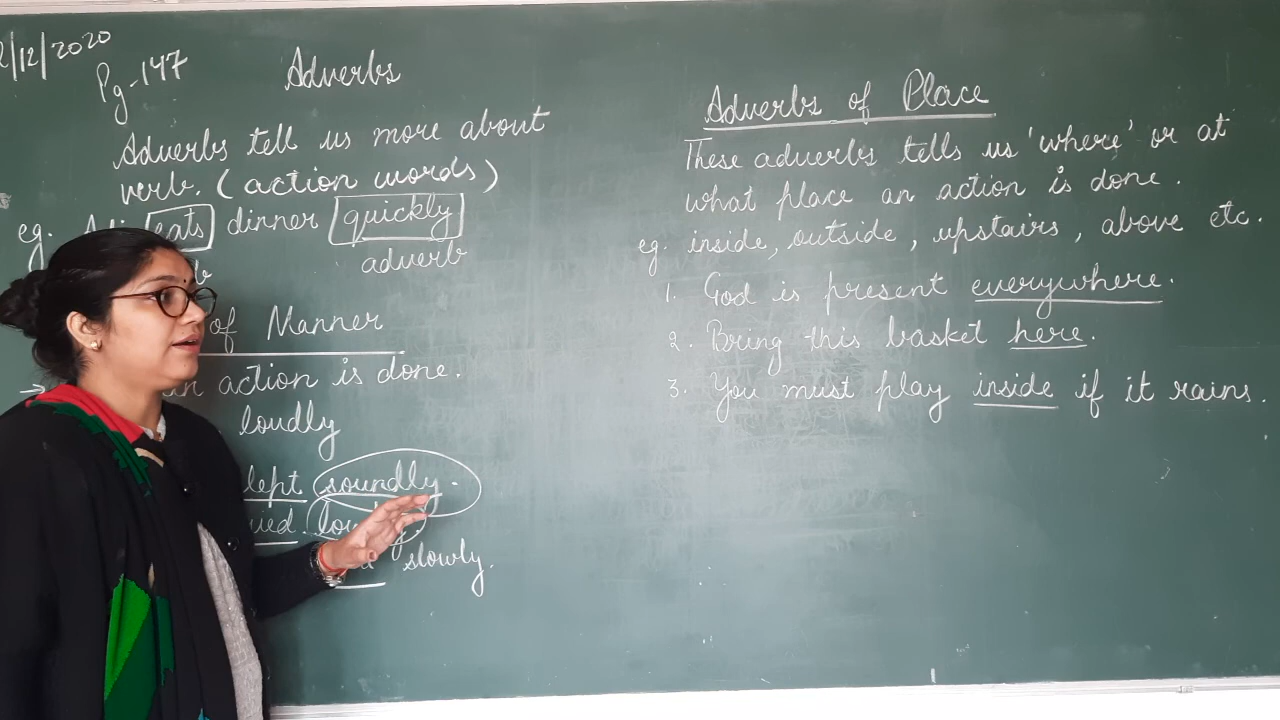 2/12/2020
Pg-147
Adverbs
Adverbs tell us more about
verb. (action words)
eg. eats dinner quickly
adverb
of Manner
→ an action is done.
loudly
soundly.
slowly.
Adverbs of Place
These adverbs tells us 'where' or at
what place an action is done.
eg. inside, outside, upstairs, above etc.
1. God is present everywhere.
2. Bring this basket here.
3. You must play inside if it rains.